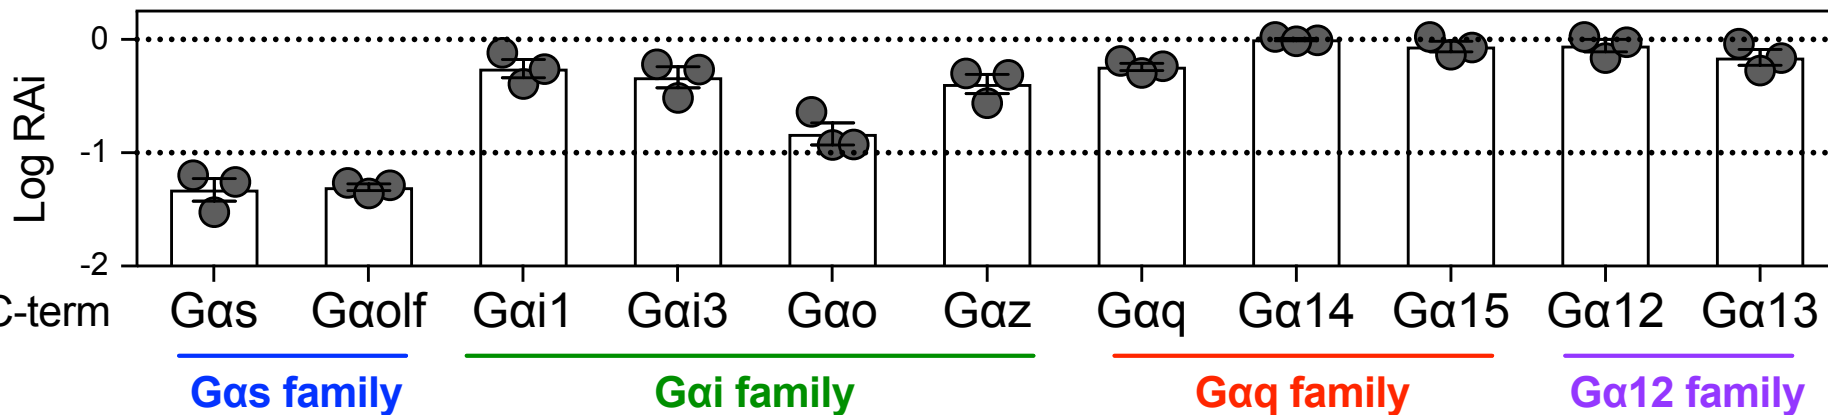 Log RAi
0
-1
-2
C-term Gαs Gαolf Gαi1 Gαi3 Gαo Gαz Gαq Gα14 Gα15 Gα12 Gα13
Gαs family Gαi family Gαq family Gα12 family